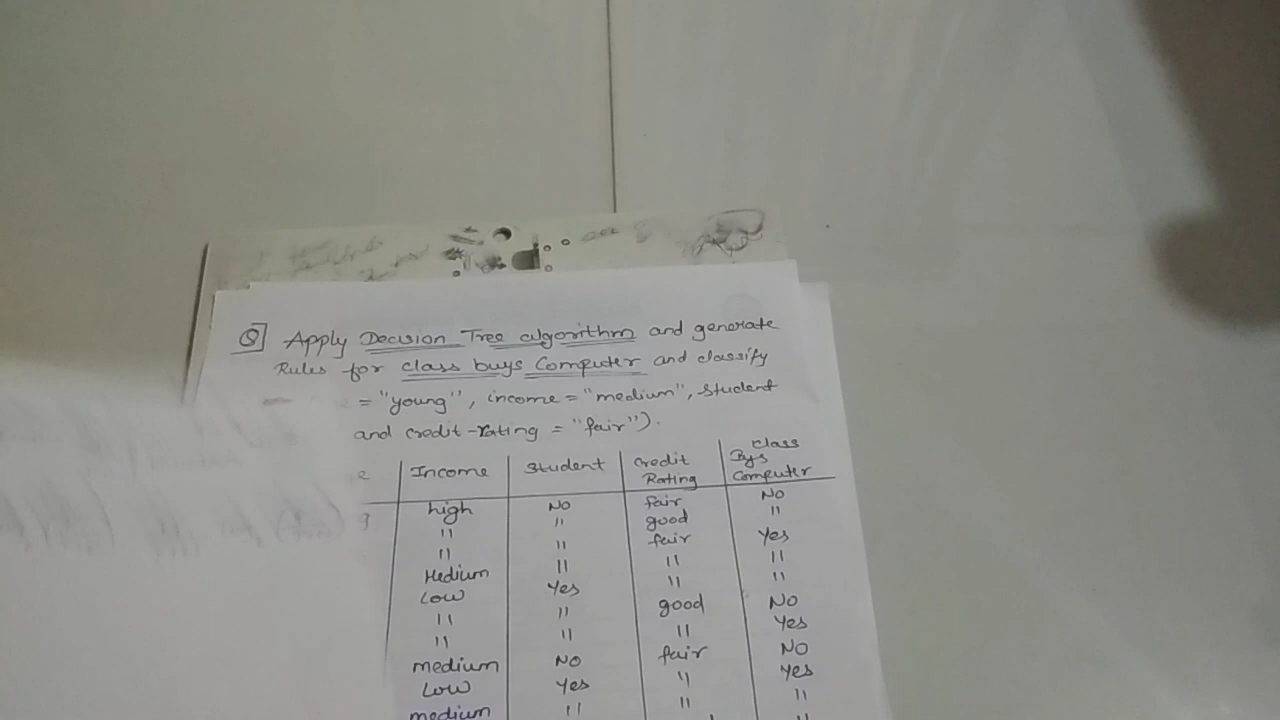 Q] Apply Decision Tree algorithm and generate
Rules for class buys Computer and classify
= "young", income = "medium", student
and credit-rating = "fair").
e Income Student Credit Rating Class Bys Computer
g high No fair No
" " good "
" " fair Yes
Medium " " "
Low Yes " "
" " good No
" " " Yes
medium No fair No
Low Yes " Yes
medium " " "